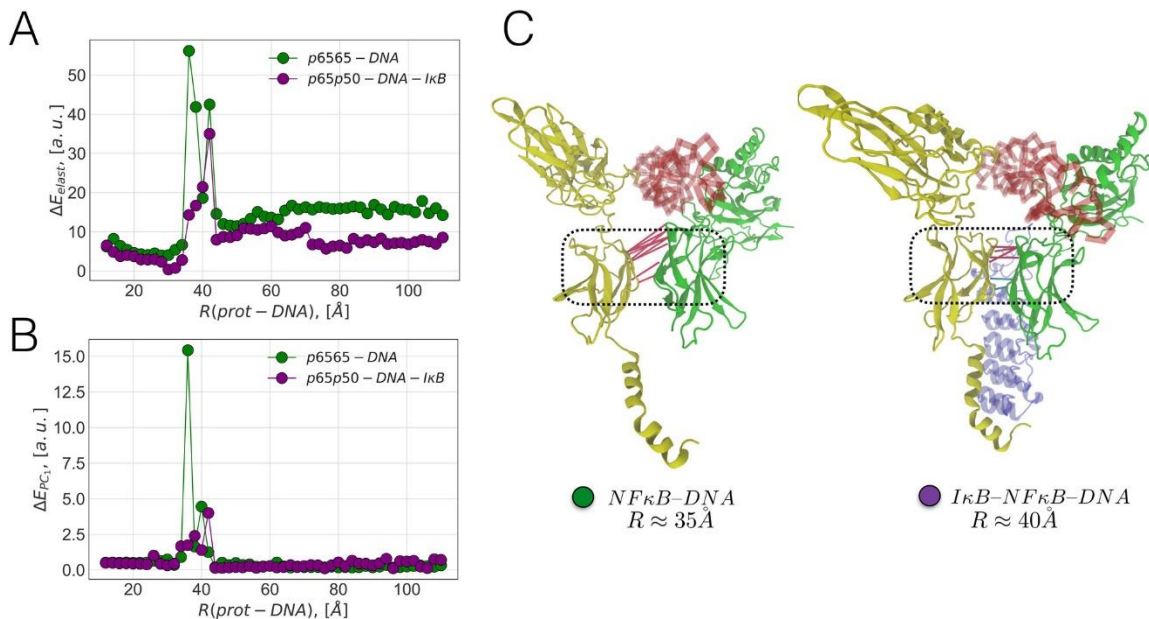 A
ΔE_elast, [a.u.]
50
40
30
20
10
0
p6565 – DNA
p65p50 – DNA – IκB
20 40 60 80 100
R(prot – DNA), [Å]
B
ΔE_PC₁, [a.u.]
15.0
12.5
10.0
7.5
5.0
2.5
0.0
p6565 – DNA
p65p50 – DNA – IκB
20 40 60 80 100
R(prot – DNA), [Å]
C
NFκB–DNA
R ≈ 35Å
IκB–NFκB–DNA
R ≈ 40Å